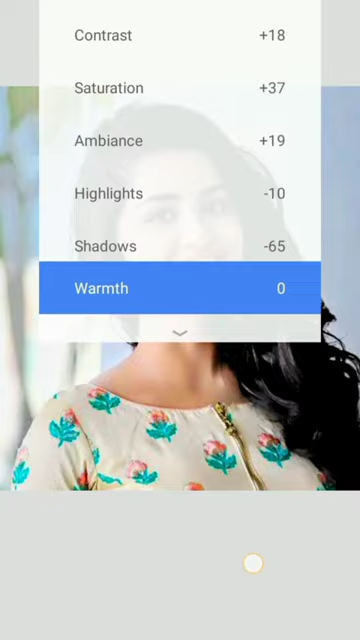 Contrast +18
Saturation +37
Ambiance +19
Highlights -10
Shadows -65
Warmth 0